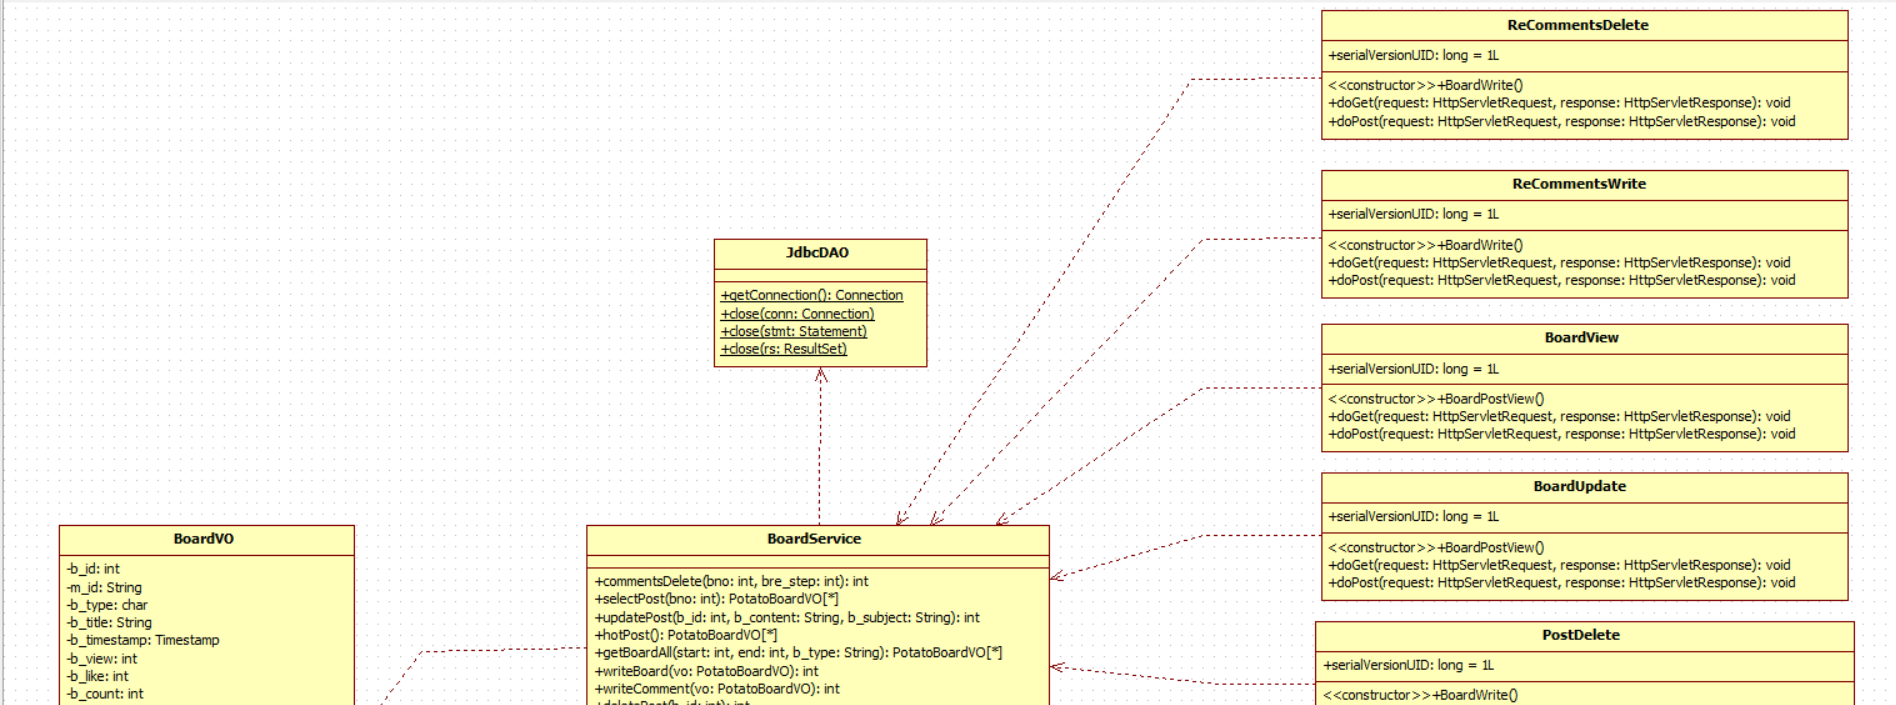 ReCommentsDelete
+serialVersionUID: long = 1L
<<constructor>>+BoardWrite()
+doGet(request: HttpServletRequest, response: HttpServletResponse): void
+doPost(request: HttpServletRequest, response: HttpServletResponse): void
ReCommentsWrite
+serialVersionUID: long = 1L
<<constructor>>+BoardWrite()
+doGet(request: HttpServletRequest, response: HttpServletResponse): void
+doPost(request: HttpServletRequest, response: HttpServletResponse): void
JdbcDAO
+getConnection(): Connection
+close(conn: Connection)
+close(stmt: Statement)
+close(rs: ResultSet)
BoardView
+serialVersionUID: long = 1L
<<constructor>>+BoardPostView()
+doGet(request: HttpServletRequest, response: HttpServletResponse): void
+doPost(request: HttpServletRequest, response: HttpServletResponse): void
BoardUpdate
+serialVersionUID: long = 1L
<<constructor>>+BoardPostView()
+doGet(request: HttpServletRequest, response: HttpServletResponse): void
+doPost(request: HttpServletRequest, response: HttpServletResponse): void
BoardVO
-b_id: int
-m_id: String
-b_type: char
-b_title: String
-b_timestamp: Timestamp
-b_view: int
-b_like: int
-b_count: int
BoardService
+commentsDelete(bno: int, bre_step: int): int
+selectPost(bno: int): PotatoBoardVO[*]
+updatePost(b_id: int, b_content: String, b_subject: String): int
+hotPost(): PotatoBoardVO[*]
+getBoardAll(start: int, end: int, b_type: String): PotatoBoardVO[*]
+writeBoard(vo: PotatoBoardVO): int
+writeComment(vo: PotatoBoardVO): int
+deletePost(b_id: int): int
PostDelete
+serialVersionUID: long = 1L
<<constructor>>+BoardWrite()